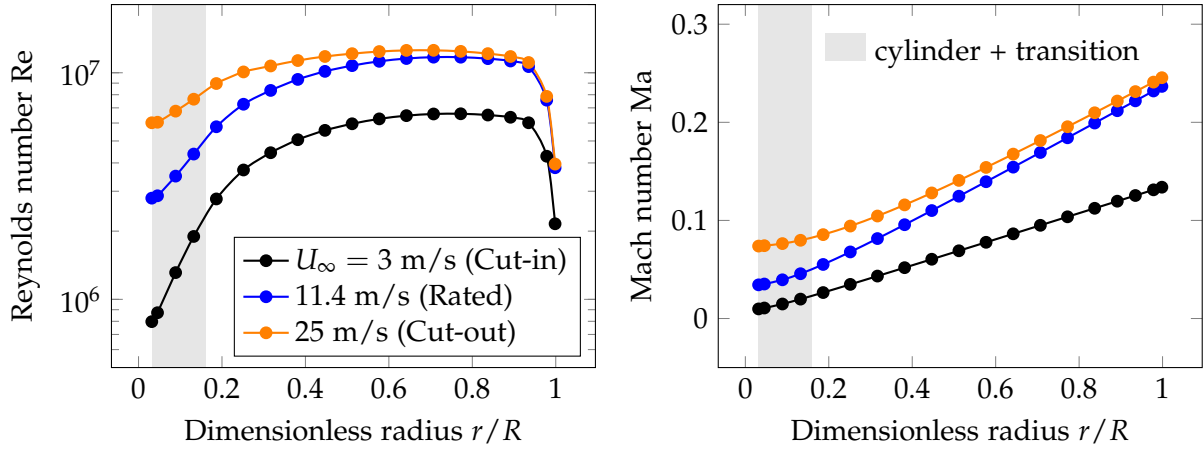 Reynolds number Re
10^7
10^6
U_∞ = 3 m/s (Cut-in)
11.4 m/s (Rated)
25 m/s (Cut-out)
0 0.2 0.4 0.6 0.8 1
Dimensionless radius r/R
Mach number Ma
0.3
0.2
0.1
0
cylinder + transition
0 0.2 0.4 0.6 0.8 1
Dimensionless radius r/R